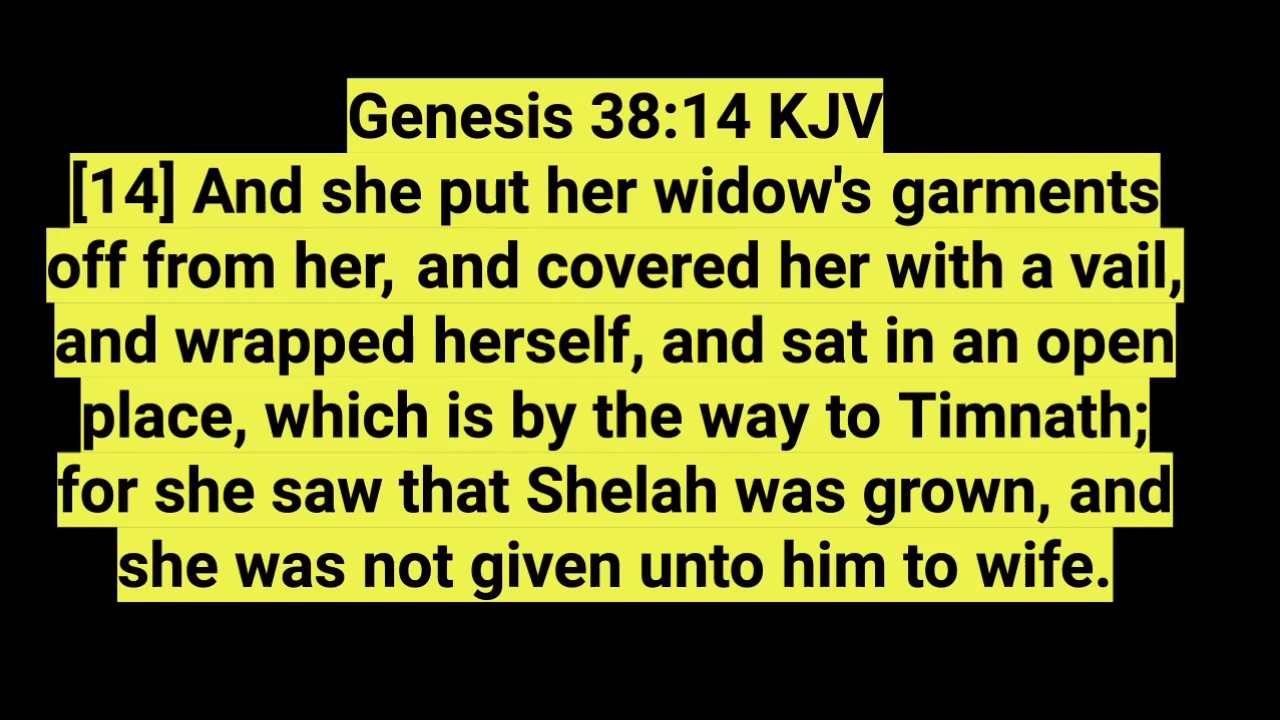 Genesis 38:14 KJV
[14] And she put her widow's garments
off from her, and covered her with a vail,
and wrapped herself, and sat in an open
place, which is by the way to Timnath;
for she saw that Shelah was grown, and
she was not given unto him to wife.